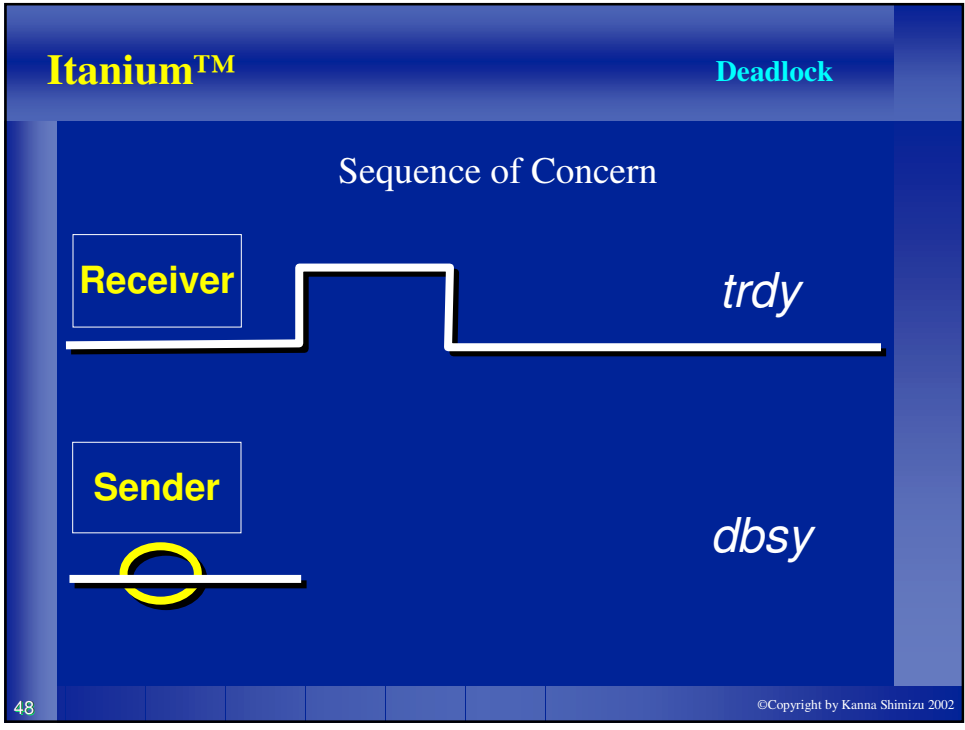 Itanium™
Deadlock
Sequence of Concern
Receiver
trdy
Sender
dbsy
48
©Copyright by Kanna Shimizu 2002